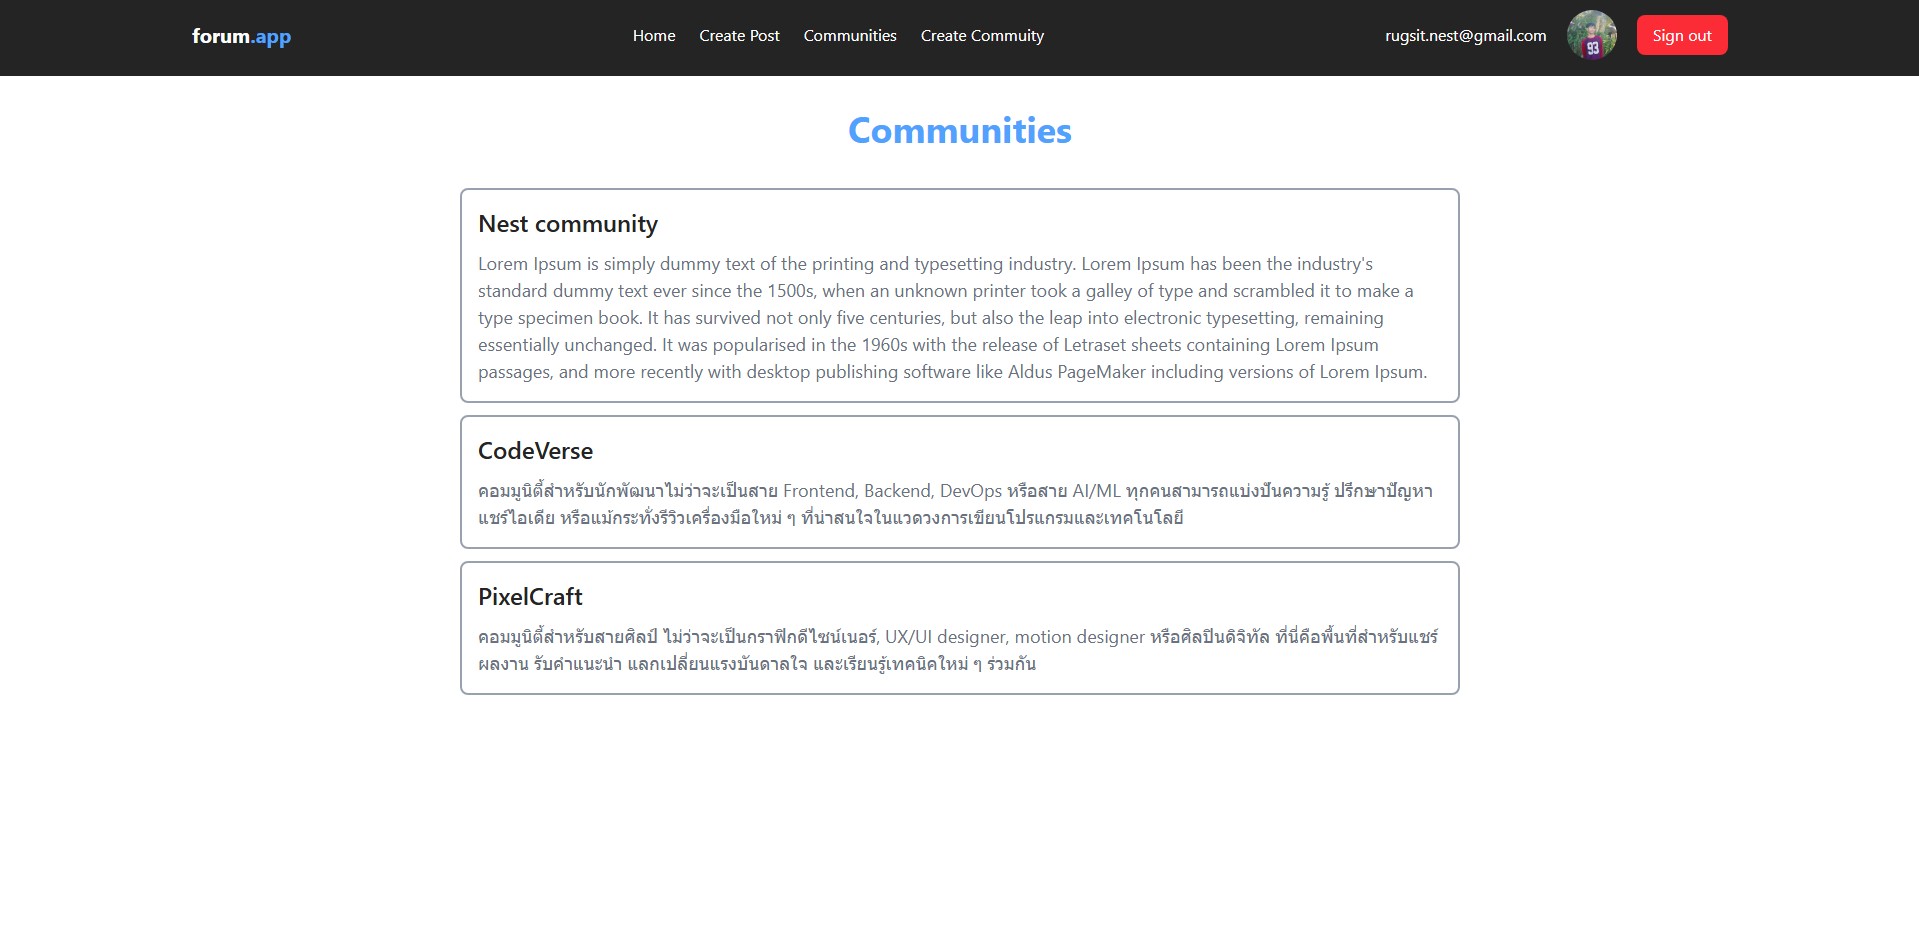 forum.app
Home Create Post Communities Create Commuity
rugsit.nest@gmail.com
93
Sign out
Communities
Nest community
Lorem Ipsum is simply dummy text of the printing and typesetting industry. Lorem Ipsum has been the industry's
standard dummy text ever since the 1500s, when an unknown printer took a galley of type and scrambled it to make a
type specimen book. It has survived not only five centuries, but also the leap into electronic typesetting, remaining
essentially unchanged. It was popularised in the 1960s with the release of Letraset sheets containing Lorem Ipsum
passages, and more recently with desktop publishing software like Aldus PageMaker including versions of Lorem Ipsum.
CodeVerse
คอมมูนิตี้สำหรับนักพัฒนาไม่ว่าจะเป็นสาย Frontend, Backend, DevOps หรือสาย AI/ML ทุกคนสามารถแบ่งปันความรู้ ปรึกษาปัญหา
แชร์ไอเดีย หรือแม้กระทั่งรีวิวเครื่องมือใหม่ ๆ ที่น่าสนใจในแวดวงการเขียนโปรแกรมและเทคโนโลยี
PixelCraft
คอมมูนิตี้สำหรับสายศิลป์ ไม่ว่าจะเป็นกราฟิกดีไซน์เนอร์, UX/UI designer, motion designer หรือศิลปินดิจิทัล ที่นี่คือพื้นที่สำหรับแชร์
ผลงาน รับคำแนะนำ แลกเปลี่ยนแรงบันดาลใจ และเรียนรู้เทคนิคใหม่ ๆ ร่วมกัน